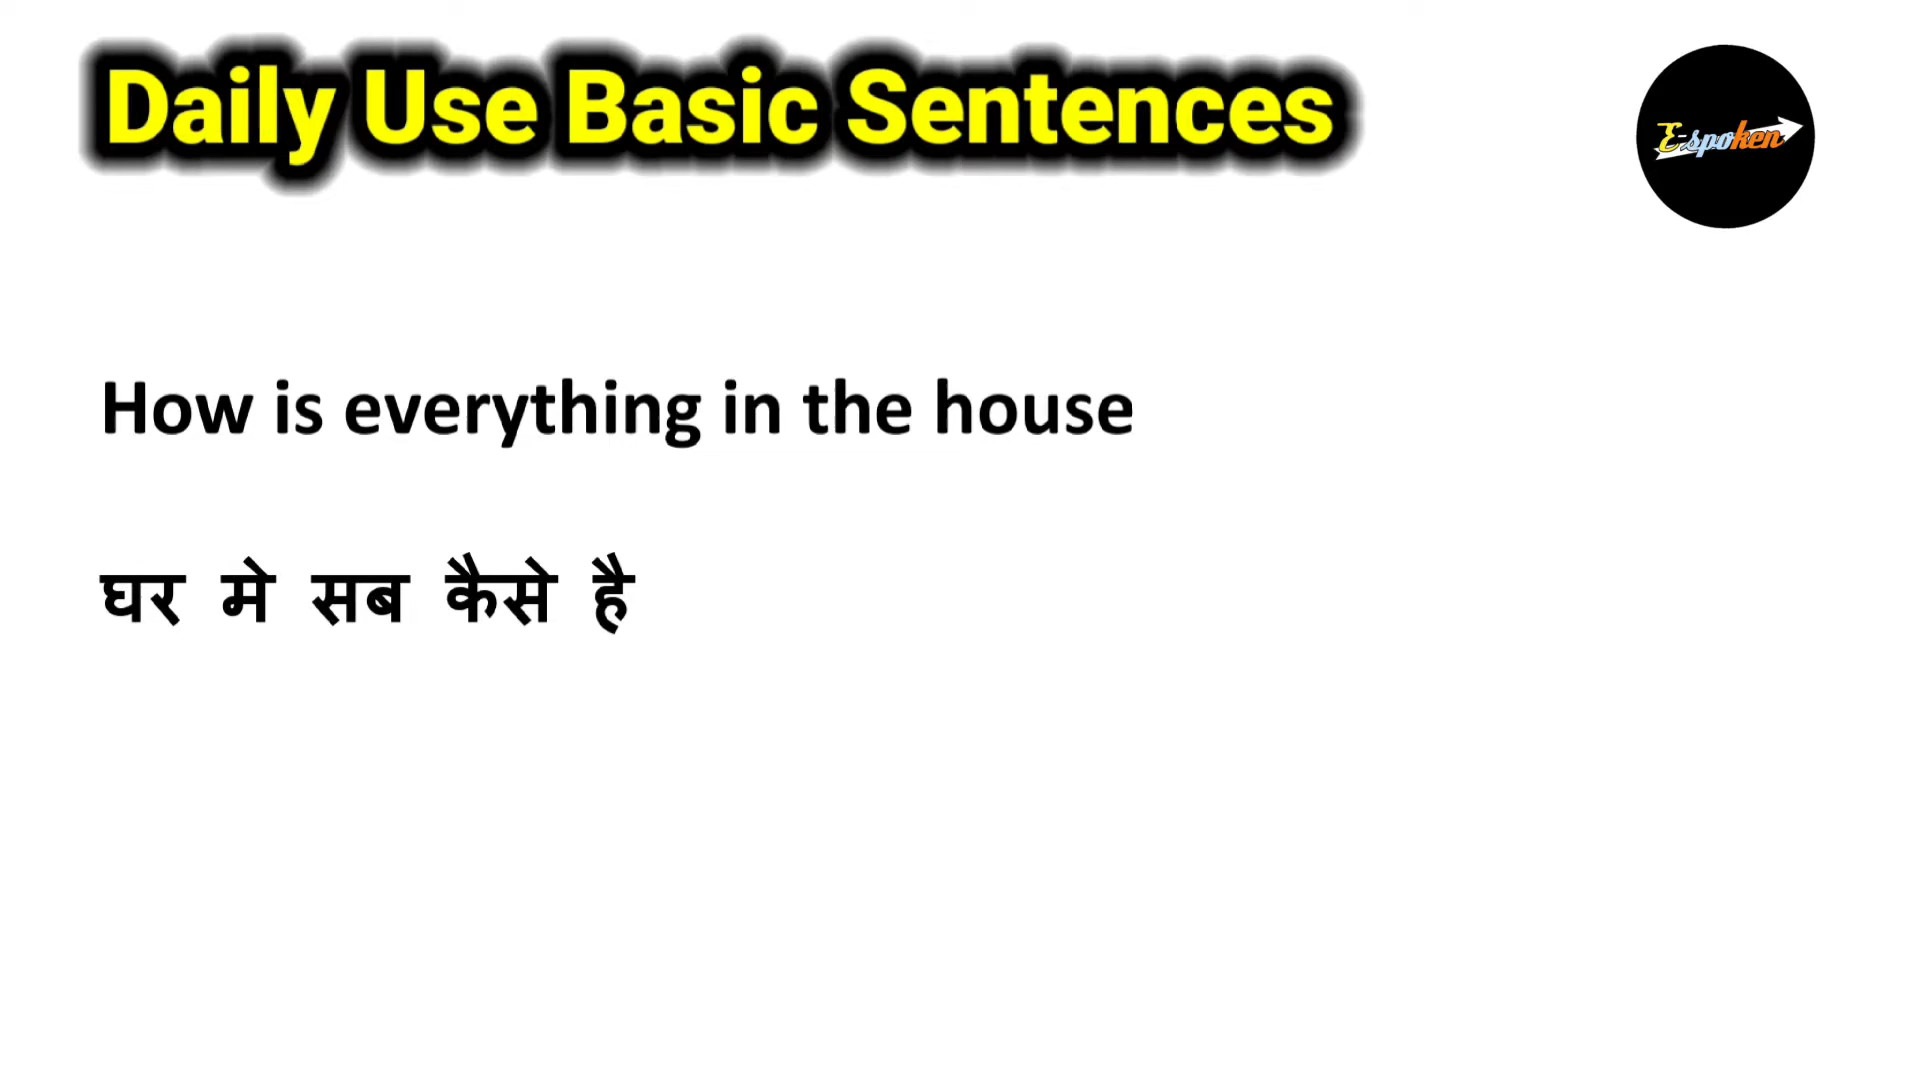 Daily Use Basic Sentences
E-spoken
How is everything in the house
घर मे सब कैसे है